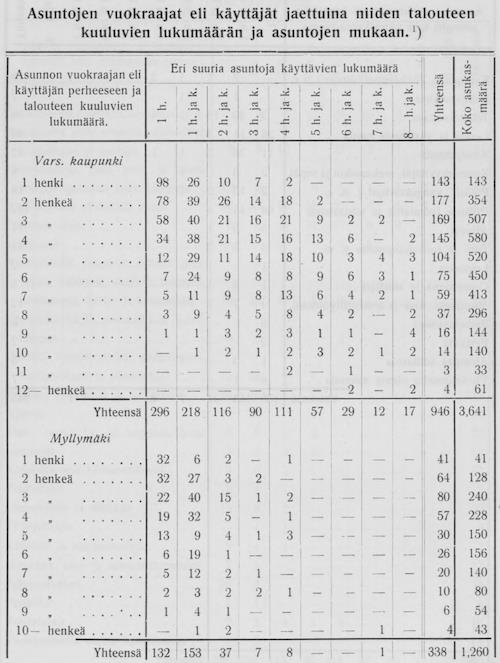 Asuntojen vuokraajat eli käyttäjät jaettuina niiden talouteen
kuuluvien lukumäärän ja asuntojen mukaan.¹)
Asunnon vuokraajan eli
käyttäjän perheeseen ja
talouteen kuuluvien
lukumäärä.
Eri suuria asuntoja käyttävien lukumäärä
1 h.
1 h. ja k.
2 h. ja k.
3 h. ja k.
4 h. ja k.
5 h. ja k.
6 h. ja k.
7 h. ja k.
8— h. ja k.
Yhteensä
Koko asukas-
määrä
Vars. kaupunki
1 henki . . . . . . . . 98 26 10 7 2 — — — — 143 143
2 henkeä . . . . . . . 78 39 26 14 18 2 — — — 177 354
3 „ . . . . . . . 58 40 21 16 21 9 2 2 — 169 507
4 „ . . . . . . . 34 38 21 15 16 13 6 — 2 145 580
5 „ . . . . . . . 12 29 11 14 18 10 3 4 3 104 520
6 „ . . . . . . . 7 24 9 8 8 9 6 3 1 75 450
7 „ . . . . . . . 5 11 9 8 13 6 4 2 1 59 413
8 „ . . . . . . . 3 9 4 5 8 4 2 — 2 37 296
9 „ . . . . . . . 1 1 3 2 3 1 1 — 4 16 144
10 „ . . . . . . . — 1 2 1 2 3 2 1 2 14 140
11 „ . . . . . . . — — — — 2 — 1 — — 3 33
12— henkeä . . . . . . — — — — — — 2 — 2 4 61
Yhteensä 296 218 116 90 111 57 29 12 17 946 3,641
Myllymäki
1 henki . . . . . . . . 32 6 2 — 1 — — — — 41 41
2 henkeä . . . . . . . 32 27 3 2 — — — — — 64 128
3 „ . . . . . . . 22 40 15 1 2 — — — — 80 240
4 „ . . . . . . . 19 32 5 — 1 — — — — 57 228
5 „ . . . . . . . 13 9 4 1 3 — — — — 30 150
6 „ . . . . . . . 6 19 1 — — — — — — 26 156
7 „ . . . . . . . 5 12 2 1 — — — — — 20 140
8 „ . . . . . . . 2 3 2 2 1 — — — — 10 80
9 „ . . . . . . . 1 4 1 — — — — — — 6 54
10— henkeä . . . . . . — 1 2 — — — — 1 — 4 43
Yhteensä 132 153 37 7 8 — — 1 — 338 1,260